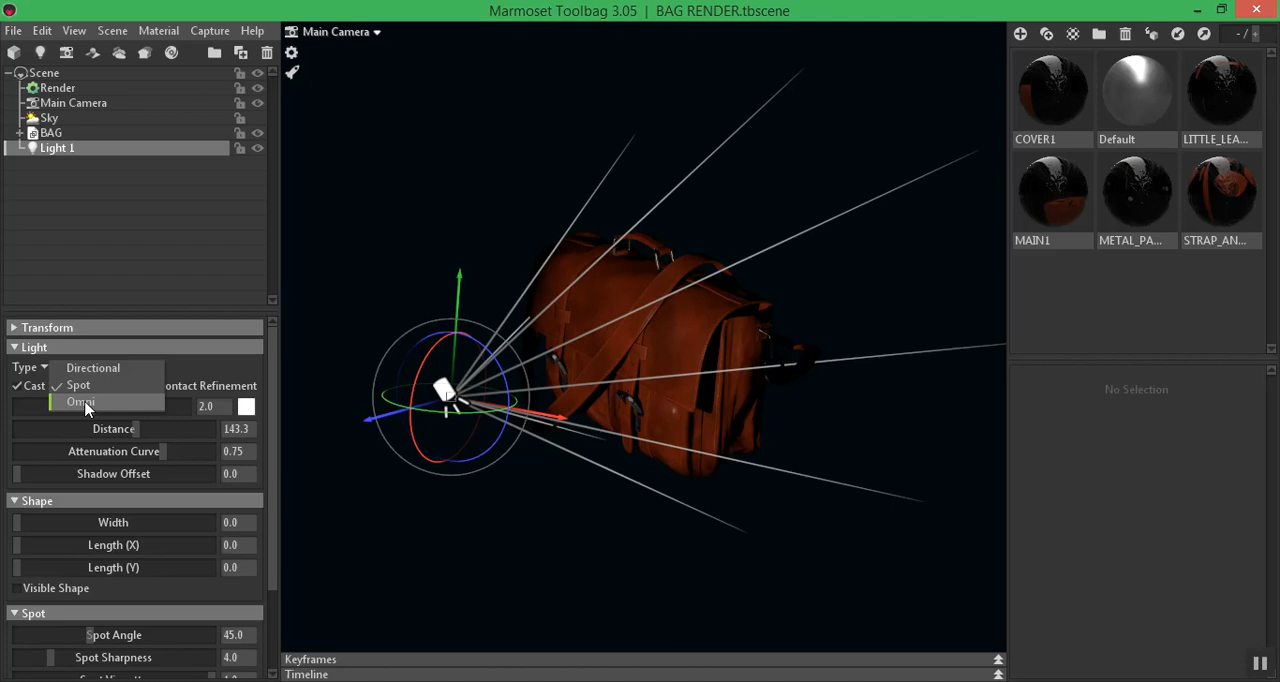 Marmoset Toolbag 3.05 | BAG RENDER.tbscene
File Edit View Scene Material Capture Help
Main Camera
- / +
Scene
Render
Main Camera
Sky
BAG
Light 1
COVER1 Default LITTLE_LEA...
MAIN1 METAL_PA... STRAP_AN...
Transform
Light
Type Directional
Cast Spot ontact Refinement
Omni 2.0
Distance 143.3
Attenuation Curve 0.75
Shadow Offset 0.0
Shape
Width 0.0
Length (X) 0.0
Length (Y) 0.0
Visible Shape
Spot
Spot Angle 45.0
Spot Sharpness 4.0
No Selection
Keyframes
Timeline